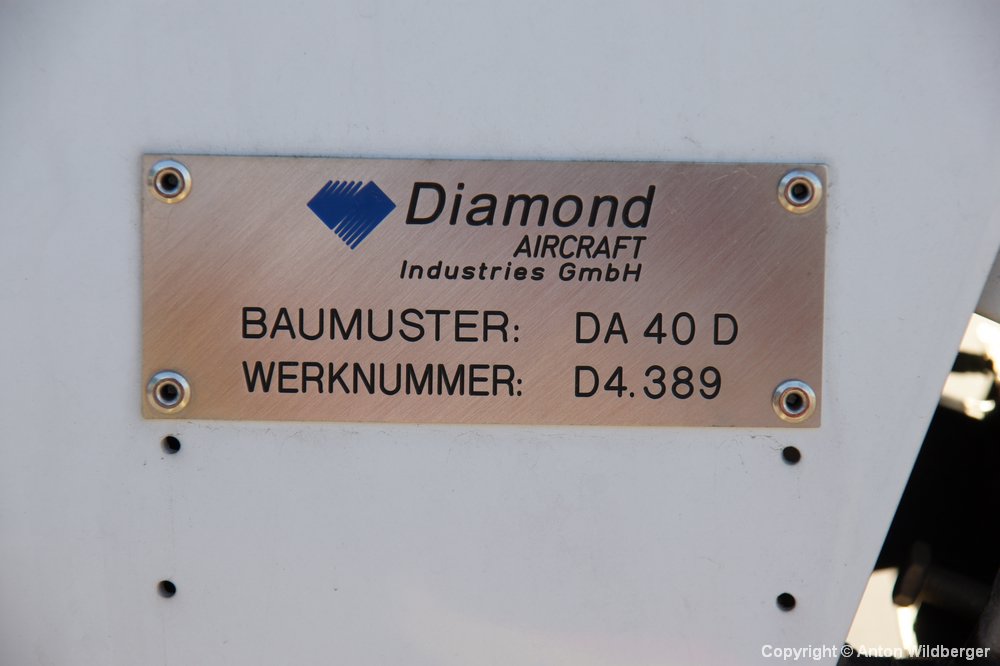 Diamond
AIRCRAFT
Industries GmbH
BAUMUSTER: DA 40 D
WERKNUMMER: D4.389
Copyright © Anton Wildberger